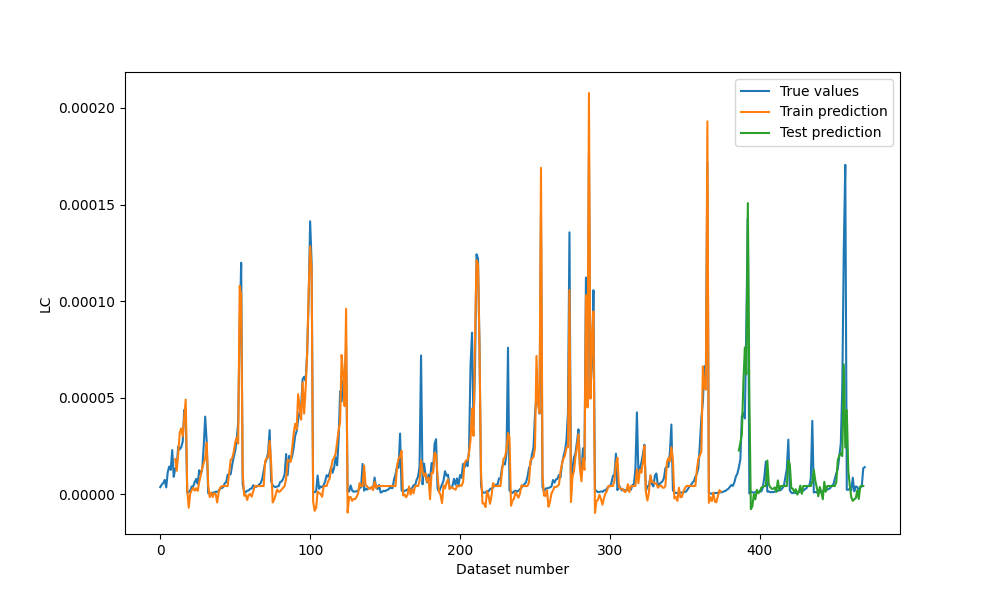 True values
Train prediction
Test prediction
0.00020
0.00015
0.00010
0.00005
0.00000
LC
0 100 200 300 400
Dataset number